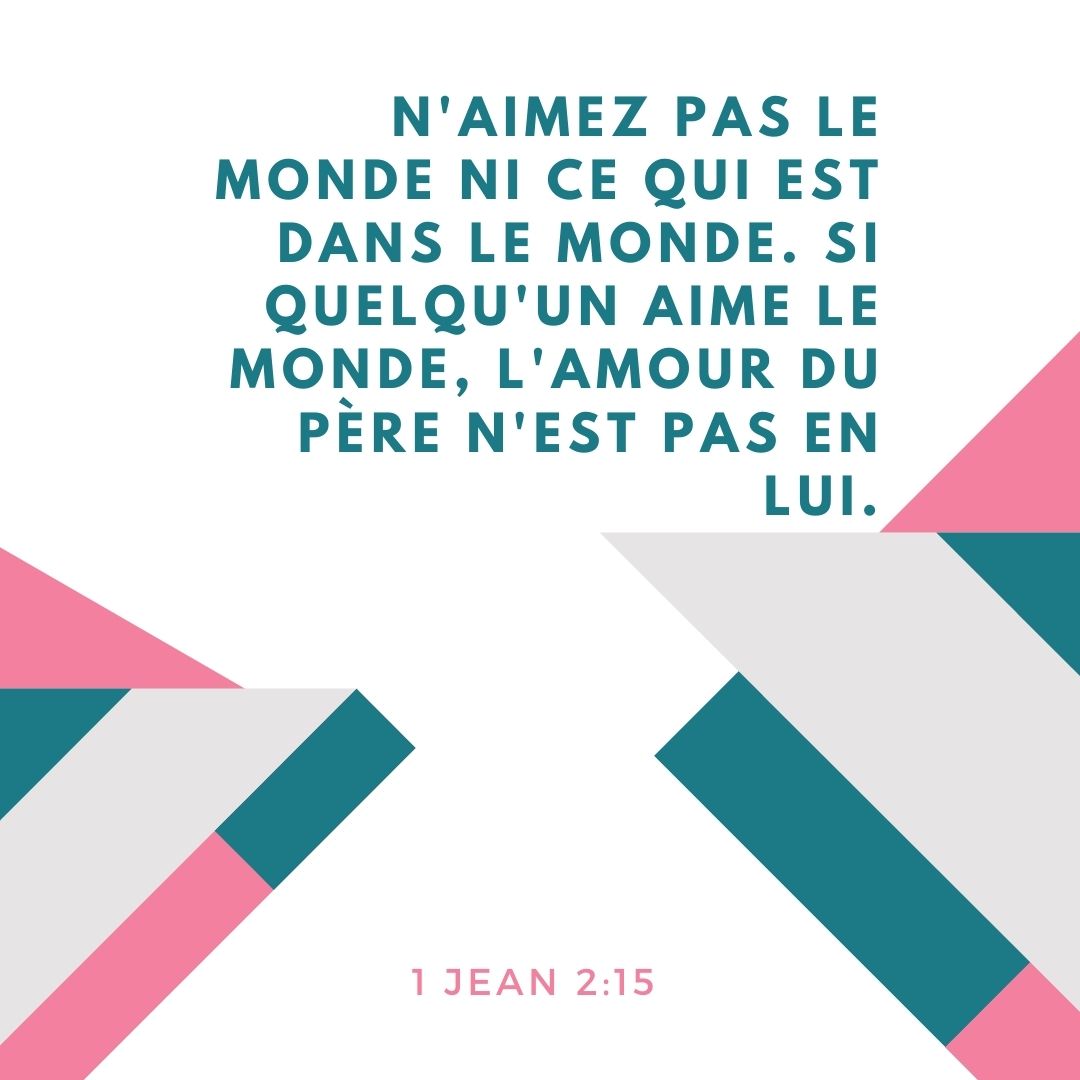 N'AIMEZ PAS LE
MONDE NI CE QUI EST
DANS LE MONDE. SI
QUELQU'UN AIME LE
MONDE, L'AMOUR DU
PÈRE N'EST PAS EN
LUI.
1 JEAN 2:15